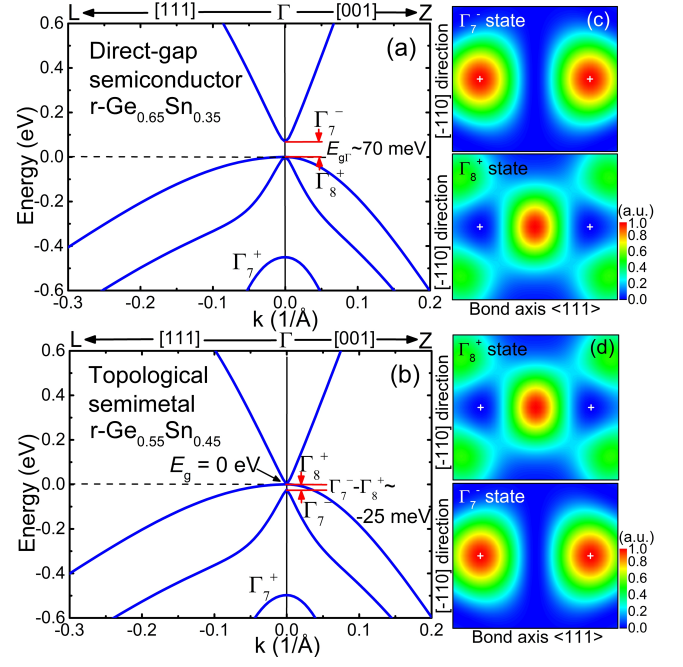 L [111] Γ [001] Z
(a)
Direct-gap
semiconductor
r-Ge0.65Sn0.35
Γ7−
EgΓ~70 meV
Γ8+
Γ7+
Energy (eV)
0.6
0.4
0.2
0.0
-0.2
-0.4
-0.6
-0.3 -0.2 -0.1 0.0 0.1 0.2
k (1/Å)
(c)
Γ7− state
[-110] direction
Γ8+ state
[-110] direction
(a.u.)
1.0
0.8
0.6
0.4
0.2
0.0
Bond axis <111>
L [111] Γ [001] Z
(b)
Topological
semimetal
r-Ge0.55Sn0.45
Eg = 0 eV
Γ8+
Γ7−-Γ8+~
Γ7−
-25 meV
Γ7+
Energy (eV)
0.6
0.4
0.2
0.0
-0.2
-0.4
-0.6
-0.3 -0.2 -0.1 0.0 0.1 0.2
k (1/Å)
(d)
Γ8+ state
[-110] direction
Γ7− state
[-110] direction
(a.u.)
1.0
0.8
0.6
0.4
0.2
0.0
Bond axis <111>